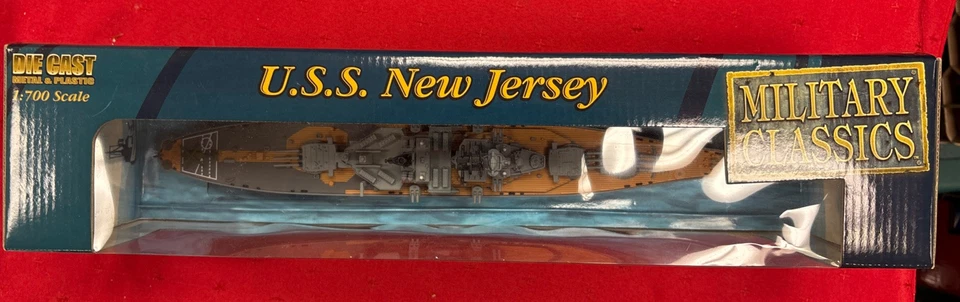 DIE CAST
METAL & PLASTIC
1:700 Scale
U.S.S. New Jersey
MILITARY
CLASSICS